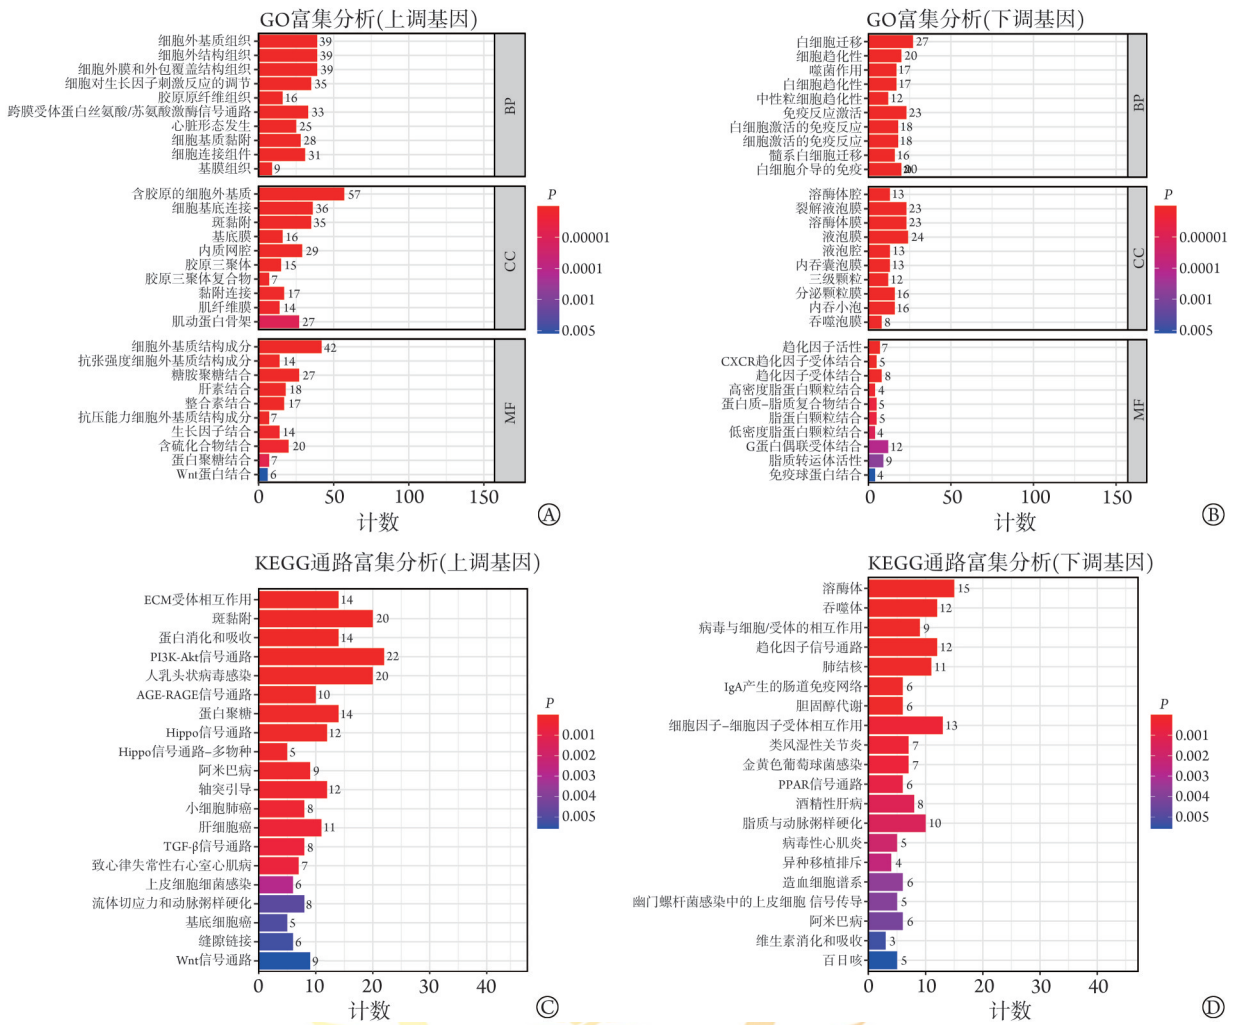 GO富集分析(上调基因)
细胞外基质组织 39
细胞外结构组织 39
细胞外膜和外包覆盖结构组织 39
细胞对生长因子刺激反应的调节 35
胶原原纤维组织 16
跨膜受体蛋白丝氨酸/苏氨酸激酶信号通路 33
心脏形态发生 25
细胞基质黏附 28
细胞连接组件 31
基膜组织 9
BP
含胶原的细胞外基质 57
细胞基底连接 36
斑黏附 35
基底膜 16
内质网腔 29
胶原三聚体 15
胶原三聚体复合物 7
黏附连接 17
肌纤维膜 14
肌动蛋白骨架 27
CC
细胞外基质结构成分 42
抗张强度细胞外基质结构成分 14
糖胺聚糖结合 27
肝素结合 18
整合素结合 17
抗压能力细胞外基质结构成分 7
生长因子结合 14
含硫化合物结合 20
蛋白聚糖结合 7
Wnt蛋白结合 6
MF
0 50 100 150
计数
P
0.00001
0.0001
0.001
0.005
A
GO富集分析(下调基因)
白细胞迁移 27
细胞趋化性 20
噬菌作用 17
白细胞趋化性 17
中性粒细胞趋化性 12
免疫反应激活 23
白细胞激活的免疫反应 18
细胞激活的免疫反应 18
髓系白细胞迁移 16
白细胞介导的免疫 20
BP
溶酶体腔 13
裂解液泡膜 23
溶酶体膜 23
液泡膜 24
液泡腔 13
内吞囊泡膜 13
三级颗粒 12
分泌颗粒膜 16
内吞小泡 16
吞噬泡膜 8
CC
趋化因子活性 7
CXCR趋化因子受体结合 5
趋化因子受体结合 8
高密度脂蛋白颗粒结合 4
蛋白质-脂质复合物结合 5
脂蛋白颗粒结合 5
低密度脂蛋白颗粒结合 4
G蛋白偶联受体结合 12
脂质转运体活性 9
免疫球蛋白结合 4
MF
0 50 100 150
计数
P
0.00001
0.0001
0.001
0.005
B
KEGG通路富集分析(上调基因)
ECM受体相互作用 14
斑黏附 20
蛋白消化和吸收 14
PI3K-Akt信号通路 22
人乳头状病毒感染 20
AGE-RAGE信号通路 10
蛋白聚糖 14
Hippo信号通路 12
Hippo信号通路-多物种 5
阿米巴病 9
轴突引导 12
小细胞肺癌 8
肝细胞癌 11
TGF-β信号通路 8
致心律失常性右心室心肌病 7
上皮细胞细菌感染 6
流体切应力和动脉粥样硬化 8
基底细胞癌 5
缝隙链接 6
Wnt信号通路 9
0 10 20 30 40
计数
P
0.001
0.002
0.003
0.004
0.005
C
KEGG通路富集分析(下调基因)
溶酶体 15
吞噬体 12
病毒与细胞/受体的相互作用 9
趋化因子信号通路 12
肺结核 11
IgA产生的肠道免疫网络 6
胆固醇代谢 6
细胞因子-细胞因子受体相互作用 13
类风湿性关节炎 7
金黄色葡萄球菌感染 7
PPAR信号通路 6
酒精性肝病 8
脂质与动脉粥样硬化 10
病毒性心肌炎 5
异种移植排斥 4
造血细胞谱系 6
幽门螺杆菌感染中的上皮细胞 信号传导 5
阿米巴病 6
维生素消化和吸收 3
百日咳 5
0 10 20 30 40
计数
P
0.001
0.002
0.003
0.004
0.005
D